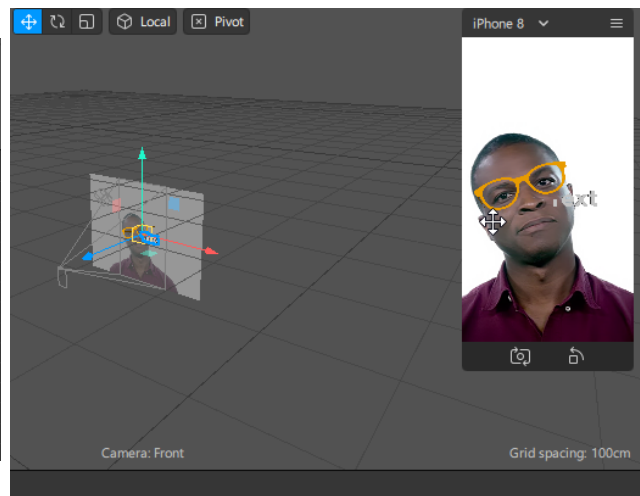 Local
Pivot
iPhone 8
Camera: Front
Grid spacing: 100cm